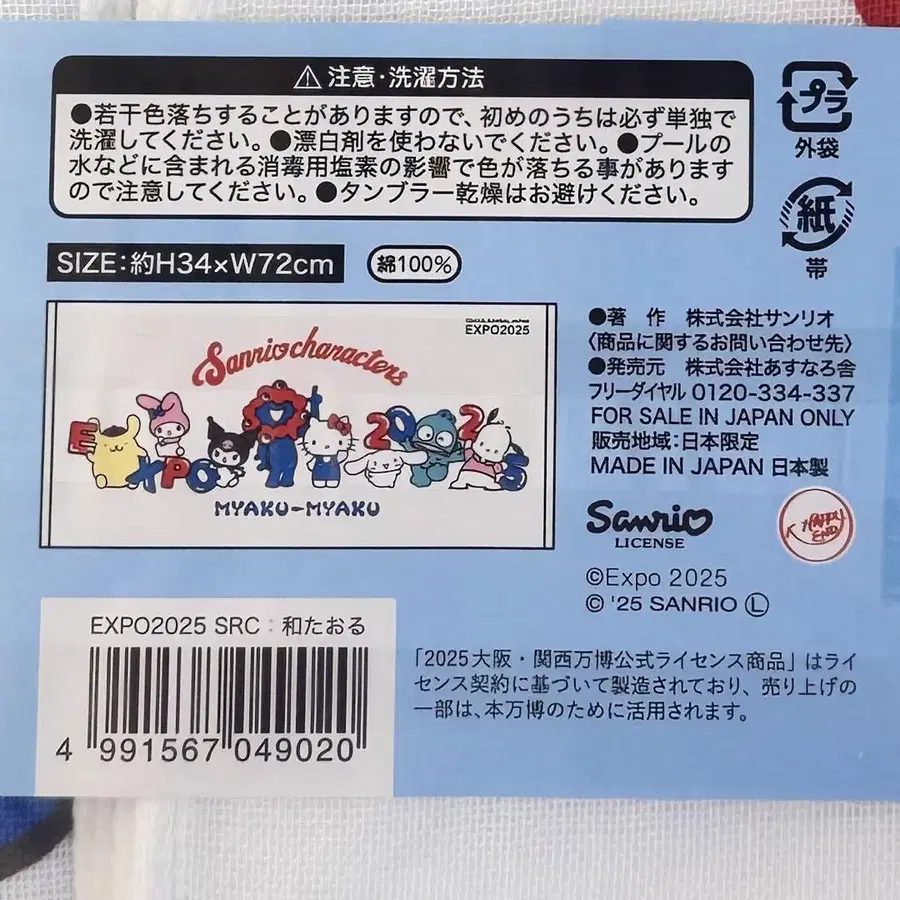 ⚠注意・洗濯方法
●若干色落ちすることがありますので、初めのうちは必ず単独で
洗濯してください。●漂白剤を使わないでください。●プールの
水などに含まれる消毒用塩素の影響で色が落ちる事があります
ので注意してください。●タンブラー乾燥はお避けください。
プラ
外袋
紙
帯
SIZE:約H34×W72cm
綿100%
EXPO2025
Sanrio characters
EXPO 2025
MYAKU-MYAKU
●著 作 株式会社サンリオ
〈商品に関するお問い合わせ先〉
●発売元 株式会社あすなろ舎
フリーダイヤル 0120-334-337
FOR SALE IN JAPAN ONLY
販売地域:日本限定
MADE IN JAPAN 日本製
Sanrio
LICENSE
HAPPY
END
©Expo 2025
© '25 SANRIO Ⓛ
EXPO2025 SRC:和たおる
4 991567 049020
「2025大阪・関西万博公式ライセンス商品」はライ
センス契約に基づいて製造されており、売り上げの
一部は、本万博のために活用されます。